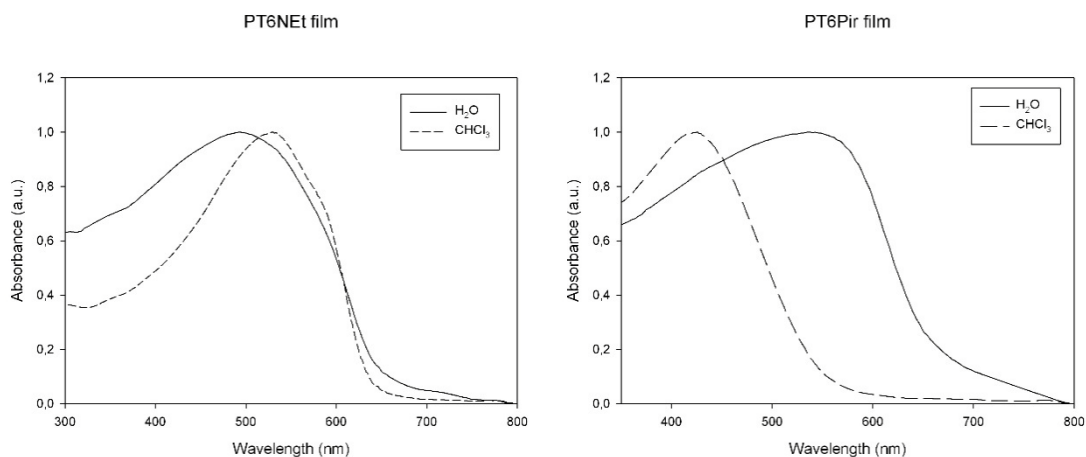 PT6NEt film
1,2
1,0
0,8
0,6
0,4
0,2
0,0
Absorbance (a.u.)
H₂O
CHCl₃
300
400
500
600
700
800
Wavelength (nm)
PT6Pir film
1,2
1,0
0,8
0,6
0,4
0,2
0,0
Absorbance (a.u.)
H₂O
CHCl₃
400
500
600
700
800
Wavelength (nm)